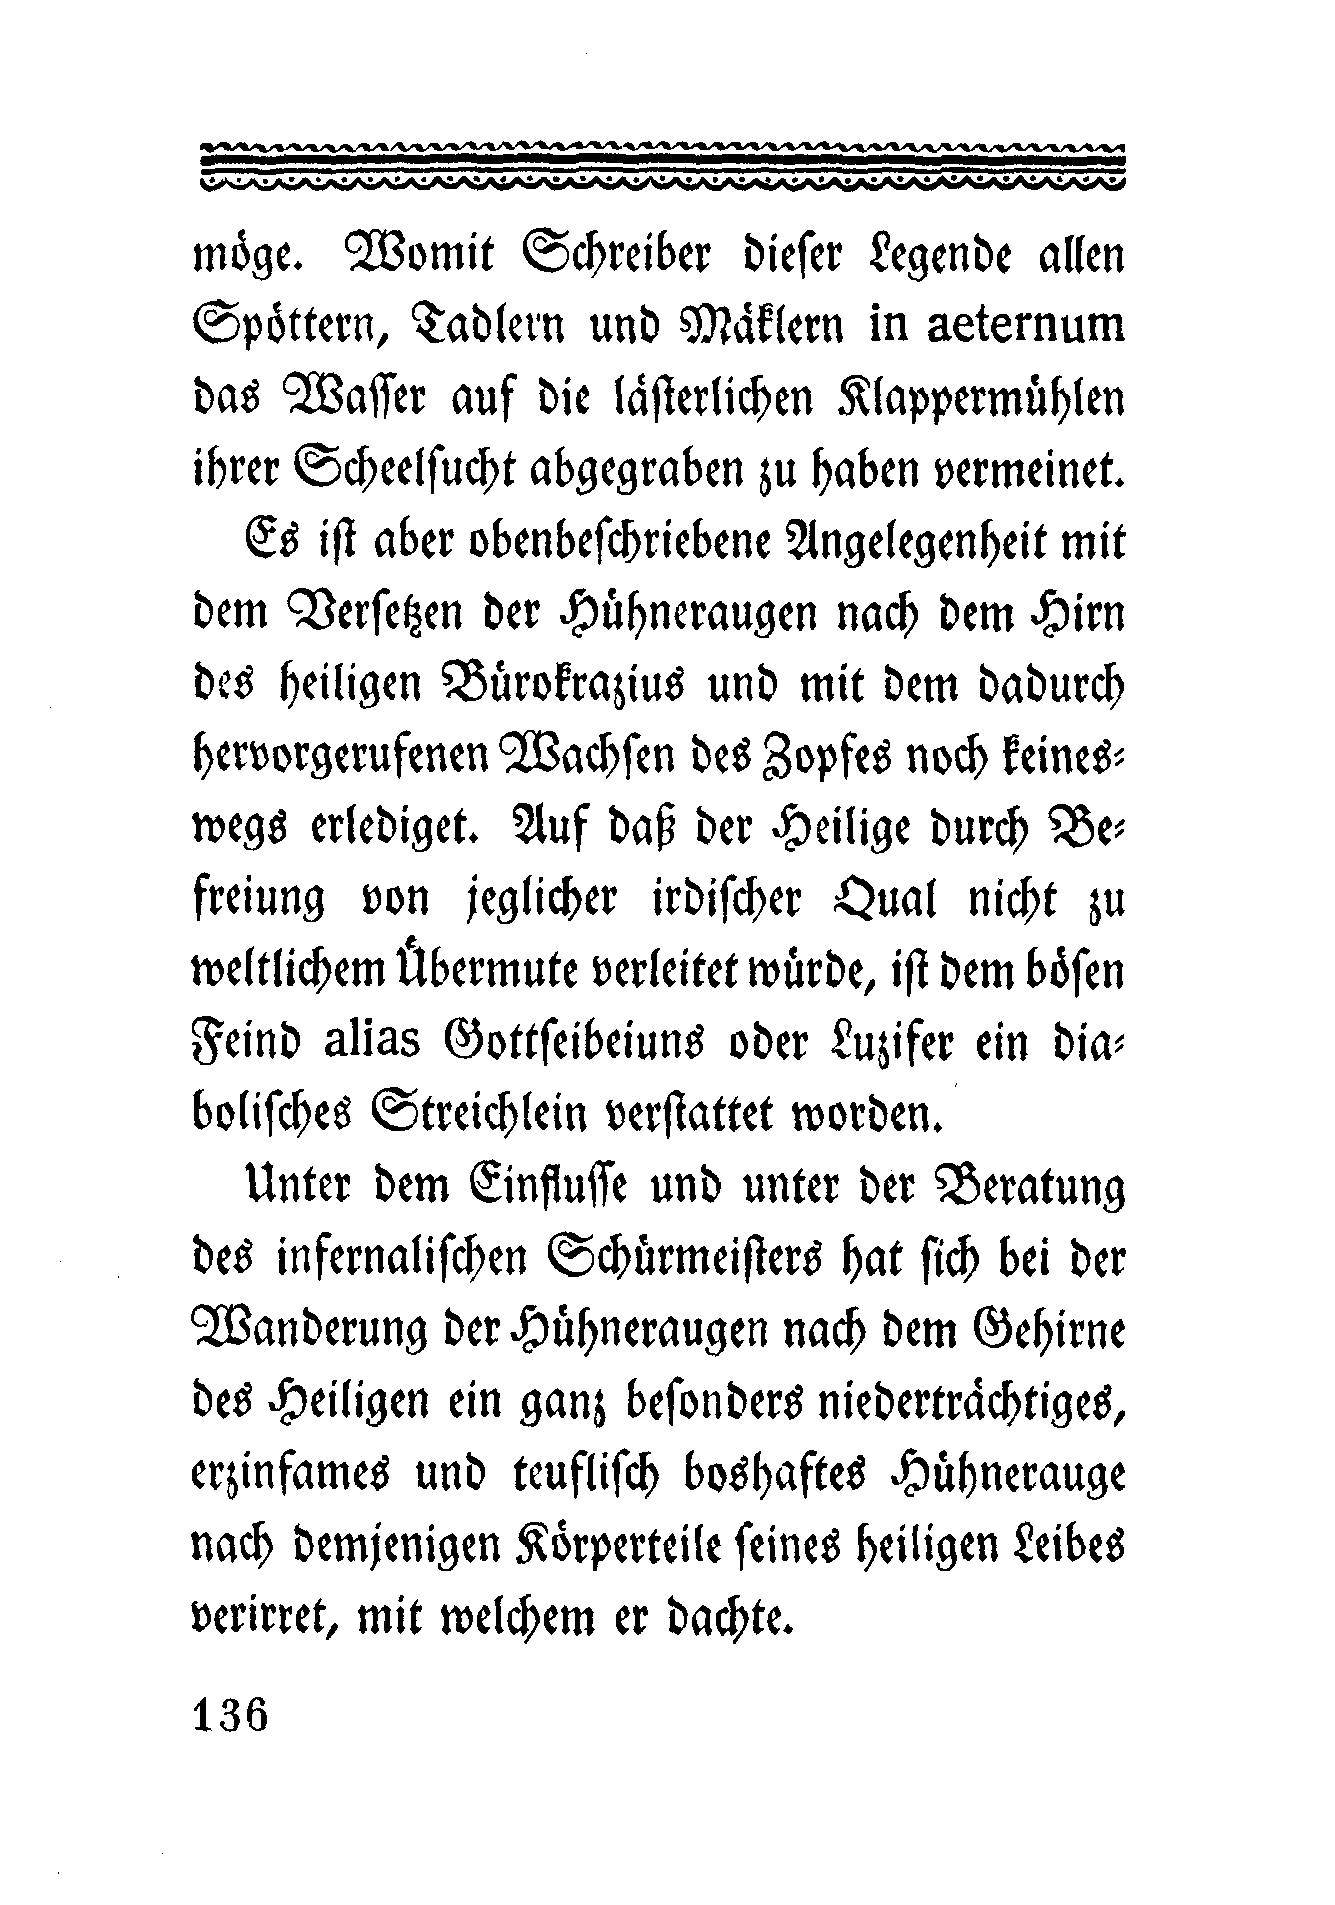 möge. Womit Schreiber dieser Legende allen
Spöttern, Tadlern und Mäklern in aeternum
das Wasser auf die lästerlichen Klappermühlen
ihrer Scheelsucht abgegraben zu haben vermeinet.
Es ist aber obenbeschriebene Angelegenheit mit
dem Versetzen der Hühneraugen nach dem Hirn
des heiligen Bürokrazius und mit dem dadurch
hervorgerufenen Wachsen des Zopfes noch keines-
wegs erlediget. Auf daß der Heilige durch Be-
freiung von jeglicher irdischer Qual nicht zu
weltlichem Übermute verleitet würde, ist dem bösen
Feind alias Gottseibeiuns oder Luzifer ein dia-
bolisches Streichlein verstattet worden.
Unter dem Einflusse und unter der Beratung
des infernalischen Schürmeisters hat sich bei der
Wanderung der Hühneraugen nach dem Gehirne
des Heiligen ein ganz besonders niederträchtiges,
erzinfames und teuflisch boshaftes Hühnerauge
nach demjenigen Körperteile seines heiligen Leibes
verirret, mit welchem er dachte.
136